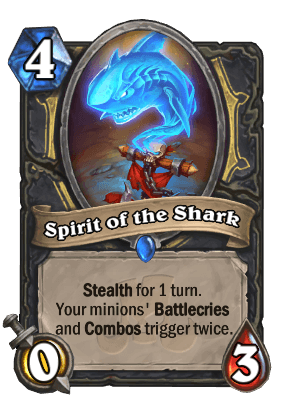 4
Spirit of the Shark
Stealth for 1 turn.
Your minions' Battlecries
and Combos trigger twice.
0
3